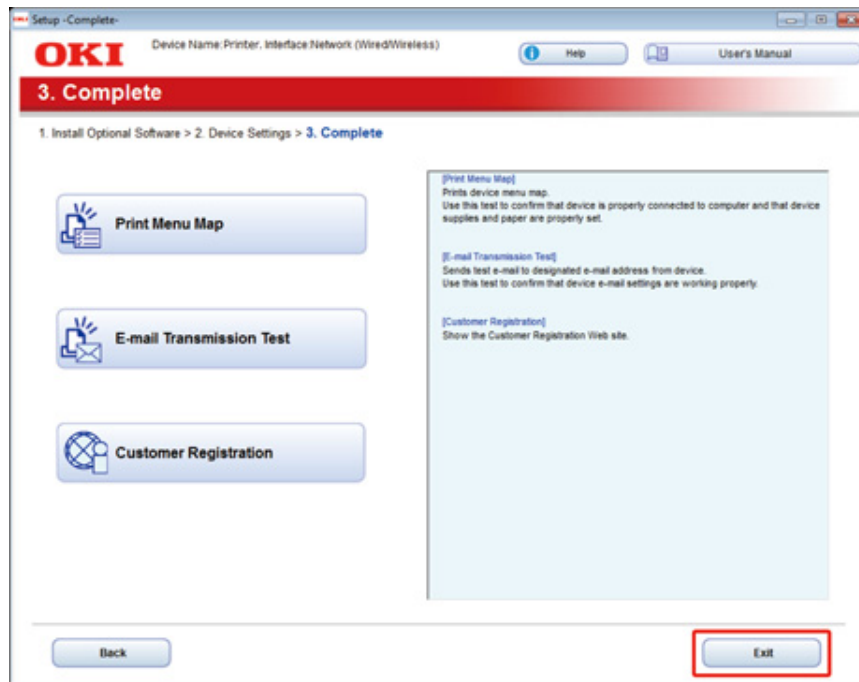 OKI Setup -Complete-
OKI
Device Name:Printer, Interface:Network (Wired/Wireless)
Help
User's Manual
3. Complete
1. Install Optional Software > 2. Device Settings > 3. Complete
Print Menu Map
E-mail Transmission Test
Customer Registration
[Print Menu Map]
Prints device menu map.
Use this test to confirm that device is properly connected to computer and that device
supplies and paper are properly set.
[E-mail Transmission Test]
Sends test e-mail to designated e-mail address from device.
Use this test to confirm that device e-mail settings are working properly.
[Customer Registration]
Show the Customer Registration Web site.
Back
Exit